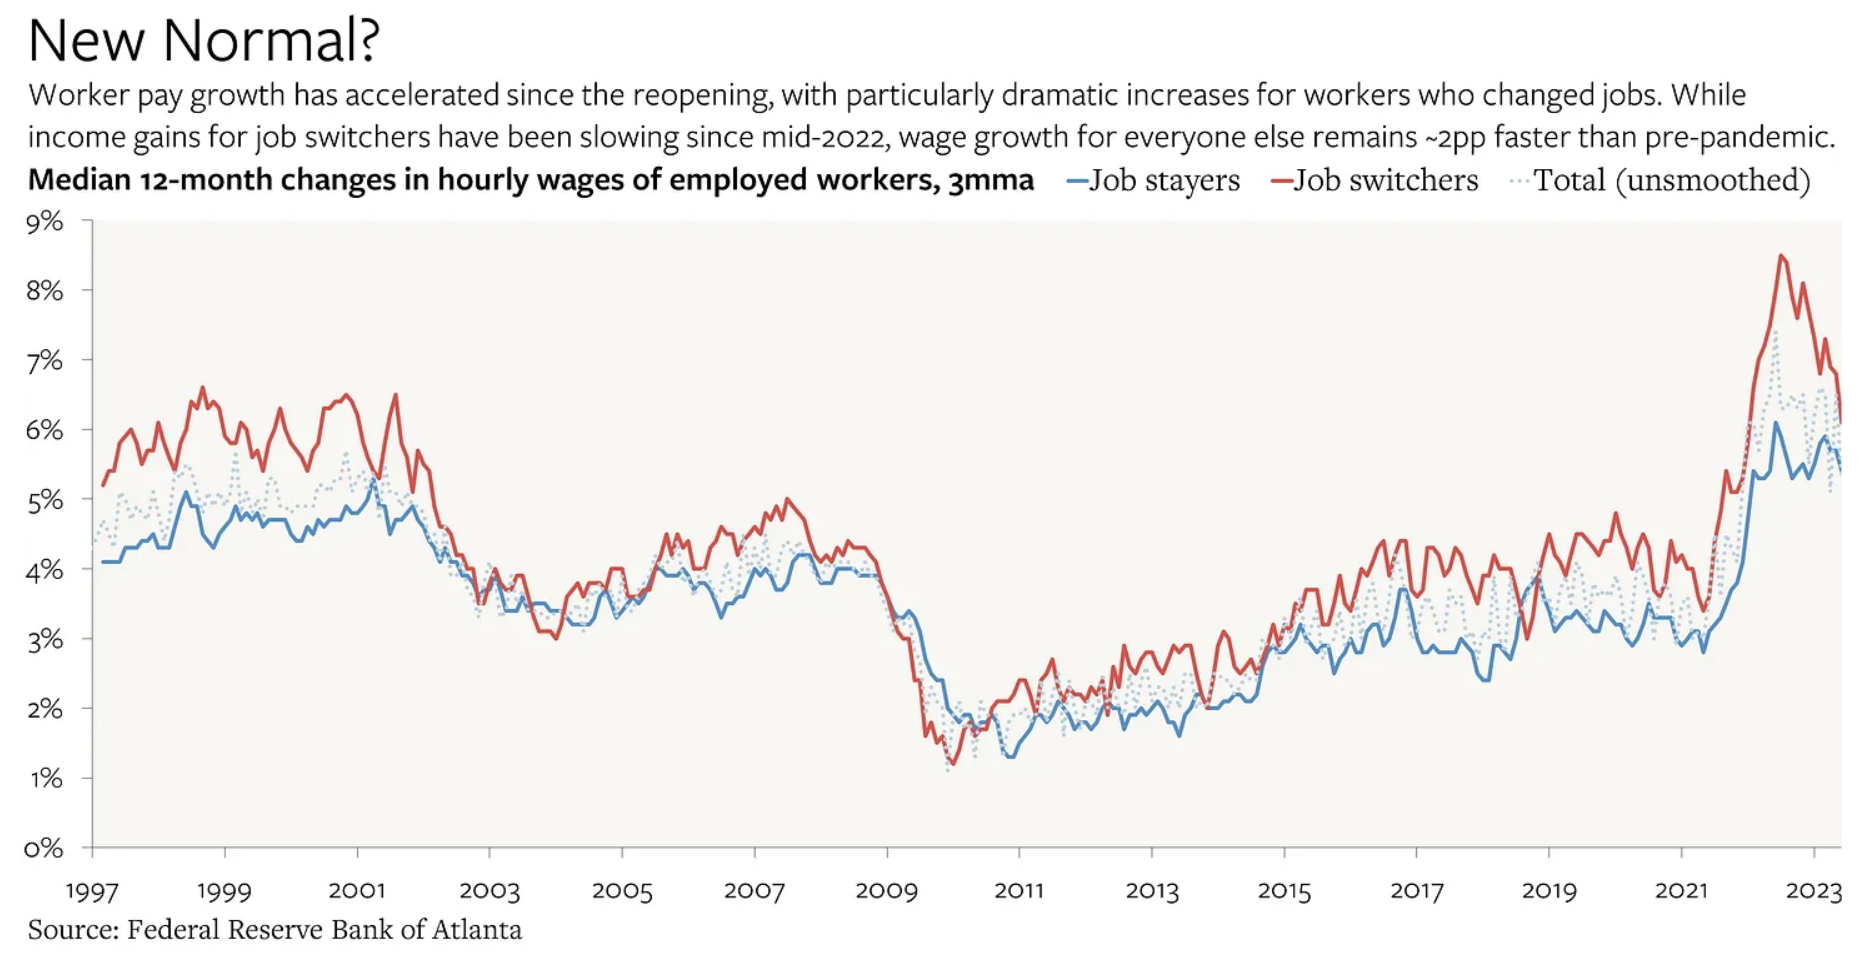 New Normal?
Worker pay growth has accelerated since the reopening, with particularly dramatic increases for workers who changed jobs. While
income gains for job switchers have been slowing since mid-2022, wage growth for everyone else remains ~2pp faster than pre-pandemic.
Median 12-month changes in hourly wages of employed workers, 3mma Job stayers Job switchers Total (unsmoothed)
9%
8%
7%
6%
5%
4%
3%
2%
1%
0%
1997 1999 2001 2003 2005 2007 2009 2011 2013 2015 2017 2019 2021 2023
Source: Federal Reserve Bank of Atlanta